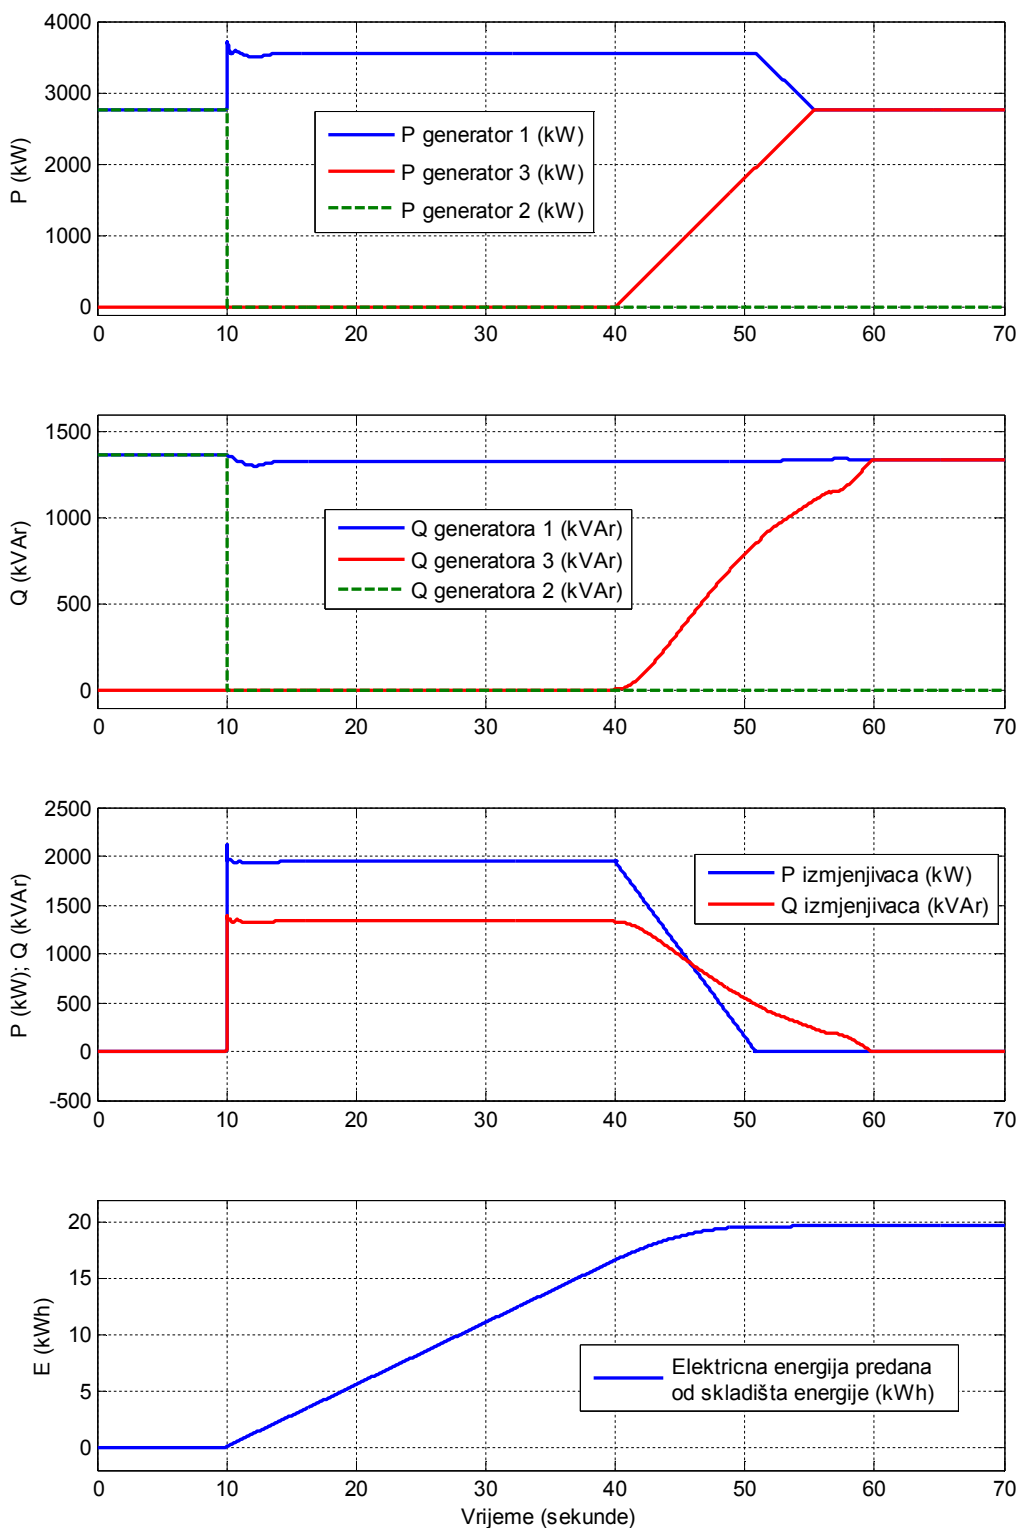 4000
3000
2000
1000
0
P (kW)
P generator 1 (kW)
P generator 3 (kW)
P generator 2 (kW)
0 10 20 30 40 50 60 70
1500
1000
500
0
Q (kVAr)
Q generatora 1 (kVAr)
Q generatora 3 (kVAr)
Q generatora 2 (kVAr)
0 10 20 30 40 50 60 70
2500
2000
1500
1000
500
0
-500
P (kW); Q (kVAr)
P izmjenjivaca (kW)
Q izmjenjivaca (kVAr)
0 10 20 30 40 50 60 70
20
15
10
5
0
E (kWh)
Elektricna energija predana
od skladišta energije (kWh)
0 10 20 30 40 50 60 70
Vrijeme (sekunde)